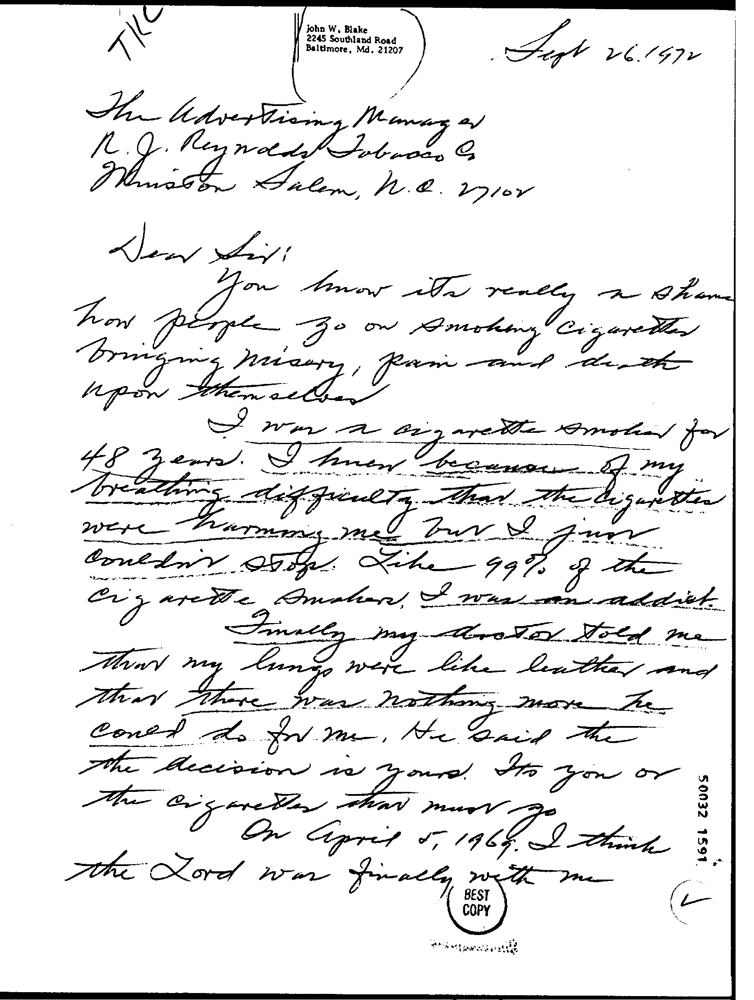 TKC
John W. Blake
2245 Southland Road
Baltimore, Md. 21207
Sept 26. 1972
The Advertising Manager
R. J. Reynolds Tobacco Co
Winston Salem, N.C. 27102
Dear Sir:
You know its really a shame
how people go on smoking cigarettes
bringing misery, pain and death
upon themselves
I was a cigarette smoker for
48 years. I knew because of my
breathing difficulty that the cigarettes
were harming me but I just
couldn't stop. Like 99% of the
cigarette smokers, I was an addict.
Finally my doctor told me
that my lungs were like leather and
that there was nothing more he
could do for me. He said the
the decision is yours. Its you or
the cigarettes that must go
On April 5, 1969. I think
the Lord was finally with me
BEST
COPY
50032 1591